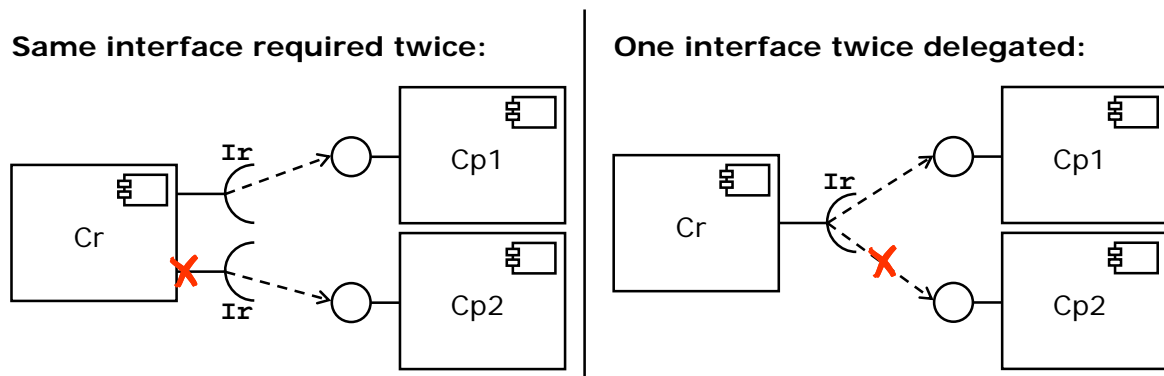 Same interface required twice:
Ir
Cp1
Cr
Ir
Cp2
One interface twice delegated:
Cp1
Ir
Cr
Cp2